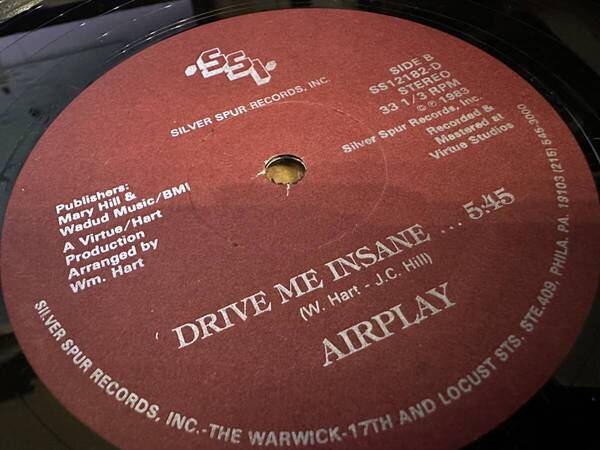 SSI
SILVER SPUR RECORDS, INC.
SIDE B
SS12182-D
STEREO
33 1/3 RPM
© ℗ 1983
Silver Spur Records, Inc.
Recorded &
Mastered at
Virtue Studios
Publishers:
Mary Hill &
Wadud Music/BMI
A Virtue/Hart
Production
Arranged by
Wm. Hart
DRIVE ME INSANE ... 5:45
(W. Hart - J.C. Hill)
AIRPLAY
SILVER SPUR RECORDS, INC.-THE WARWICK-17TH AND LOCUST STS. STE.409, PHILA. PA. 19103 (215) 545-3000